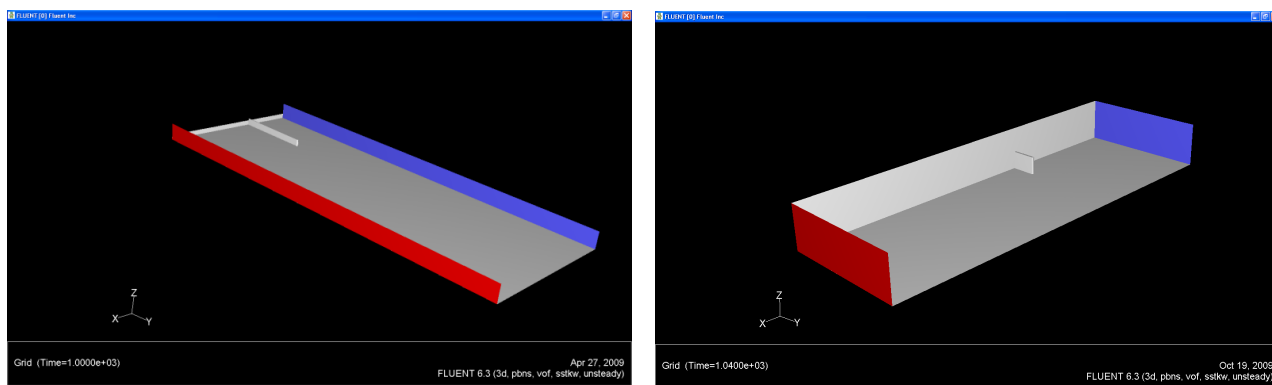 FLUENT [0] Fluent Inc
Z
X
Y
Grid (Time=1.0000e+03)
Apr 27, 2009
FLUENT 6.3 (3d, pbns, vof, sstkw, unsteady)
FLUENT [0] Fluent Inc
Z
X
Y
Grid (Time=1.0400e+03)
Oct 19, 2009
FLUENT 6.3 (3d, pbns, vof, sstkw, unsteady)